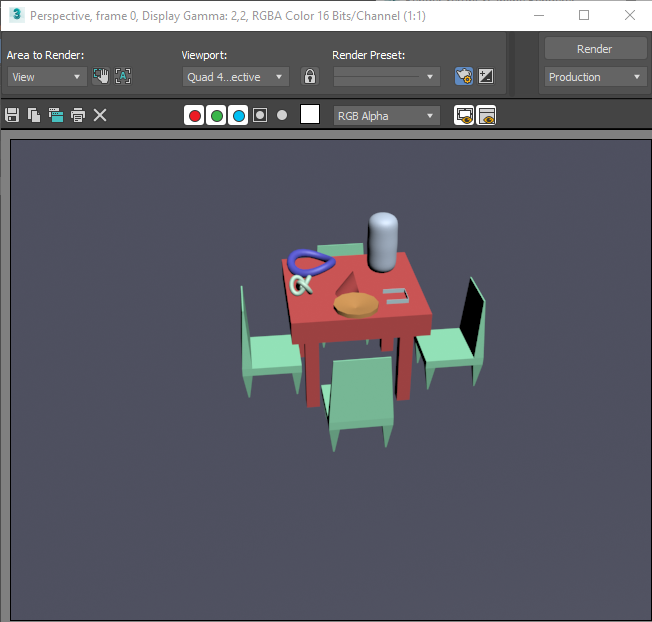 3 Perspective, frame 0, Display Gamma: 2,2, RGBA Color 16 Bits/Channel (1:1)
Area to Render:
View
Viewport:
Quad 4...ective
Render Preset:
Render
Production
RGB Alpha